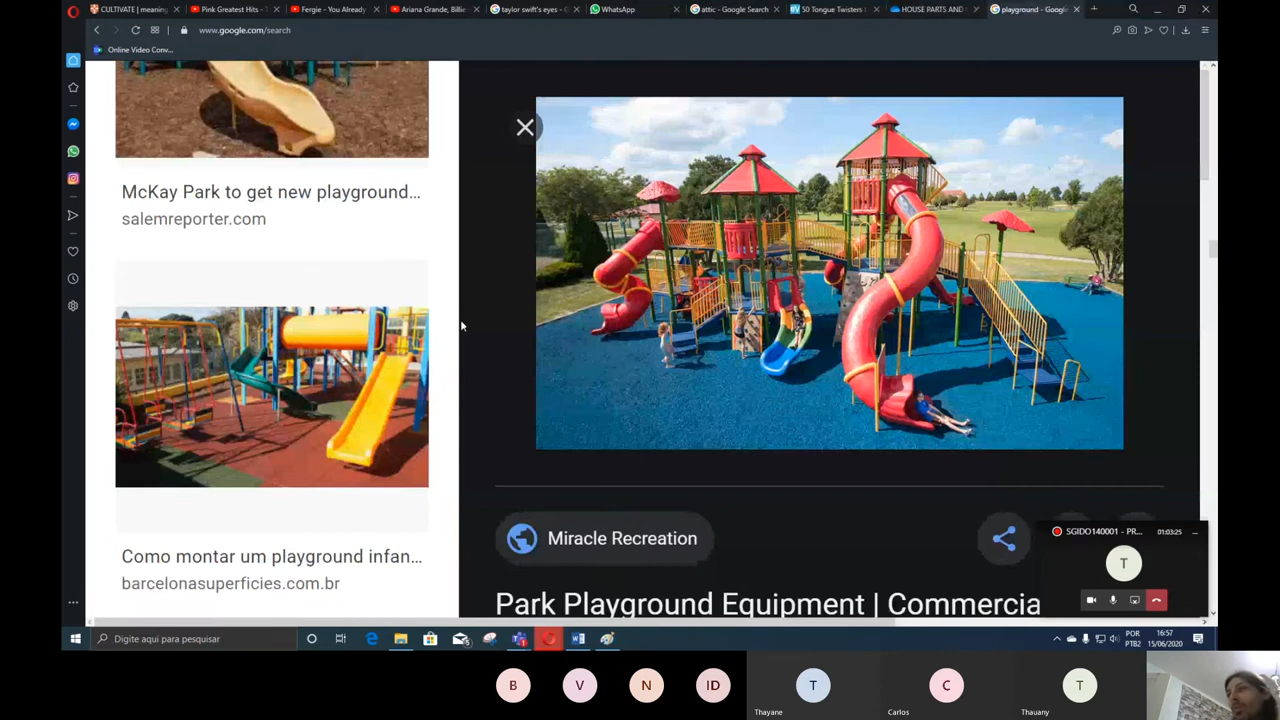 CULTIVATE | meaning
Pink Greatest Hits -
Fergie - You Already
Ariana Grande, Billie
taylor swift's eyes - G
WhatsApp
attic - Google Search
50 Tongue Twisters
HOUSE PARTS AND
playground - Google
www.google.com/search
Online Video Conv...
McKay Park to get new playground...
salemreporter.com
Como montar um playground infan...
barcelonasuperficies.com.br
Miracle Recreation
Park Playground Equipment | Commercia
SGIDO140001 - PR...
01:03:25
T
Digite aqui para pesquisar
POR
PTB2
16:57
15/06/2020
B
V
N
ID
T
C
T
Thayane
Carlos
Thauany